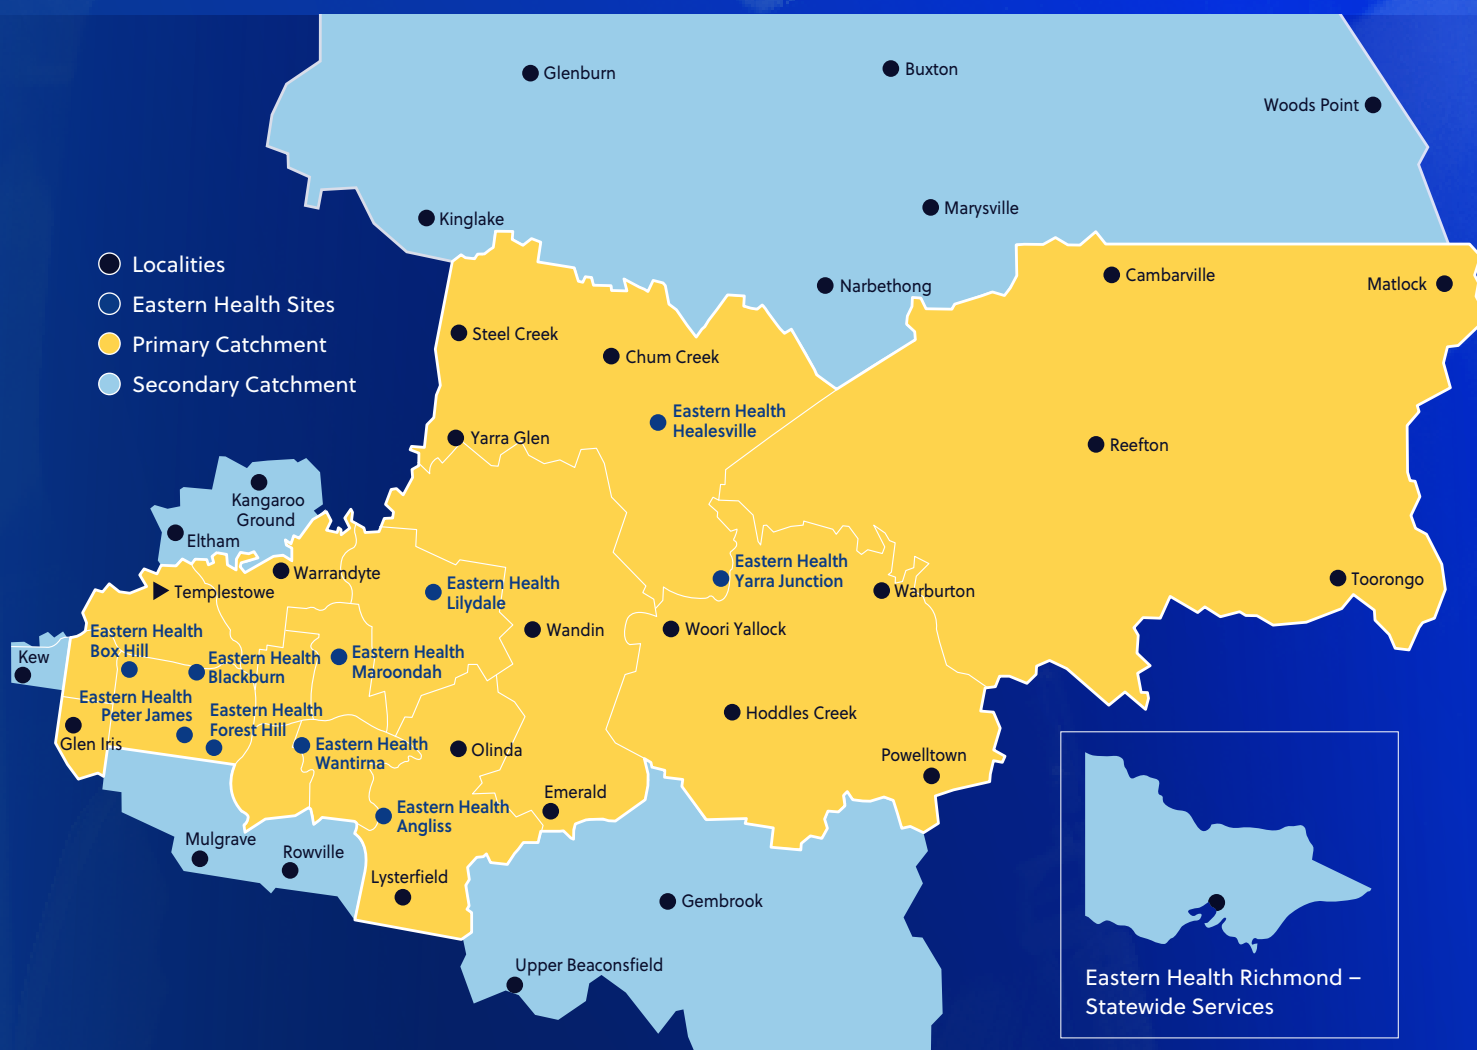 Glenburn
Buxton
Woods Point
Kinglake
Marysville
Narbethong
Cambarville
Matlock
Localities
Eastern Health Sites
Primary Catchment
Secondary Catchment
Steel Creek
Chum Creek
Eastern Health
Healesville
Yarra Glen
Reefton
Kangaroo
Ground
Eltham
Warrandyte
Templestowe
Eastern Health
Lilydale
Eastern Health
Yarra Junction
Warburton
Toorongo
Wandin
Woori Yallock
Eastern Health
Box Hill
Kew
Eastern Health
Blackburn
Eastern Health
Maroondah
Eastern Health
Peter James
Eastern Health
Forest Hill
Glen Iris
Eastern Health
Wantirna
Olinda
Hoddles Creek
Powelltown
Emerald
Eastern Health
Angliss
Mulgrave
Rowville
Lysterfield
Gembrook
Upper Beaconsfield
Eastern Health Richmond –
Statewide Services